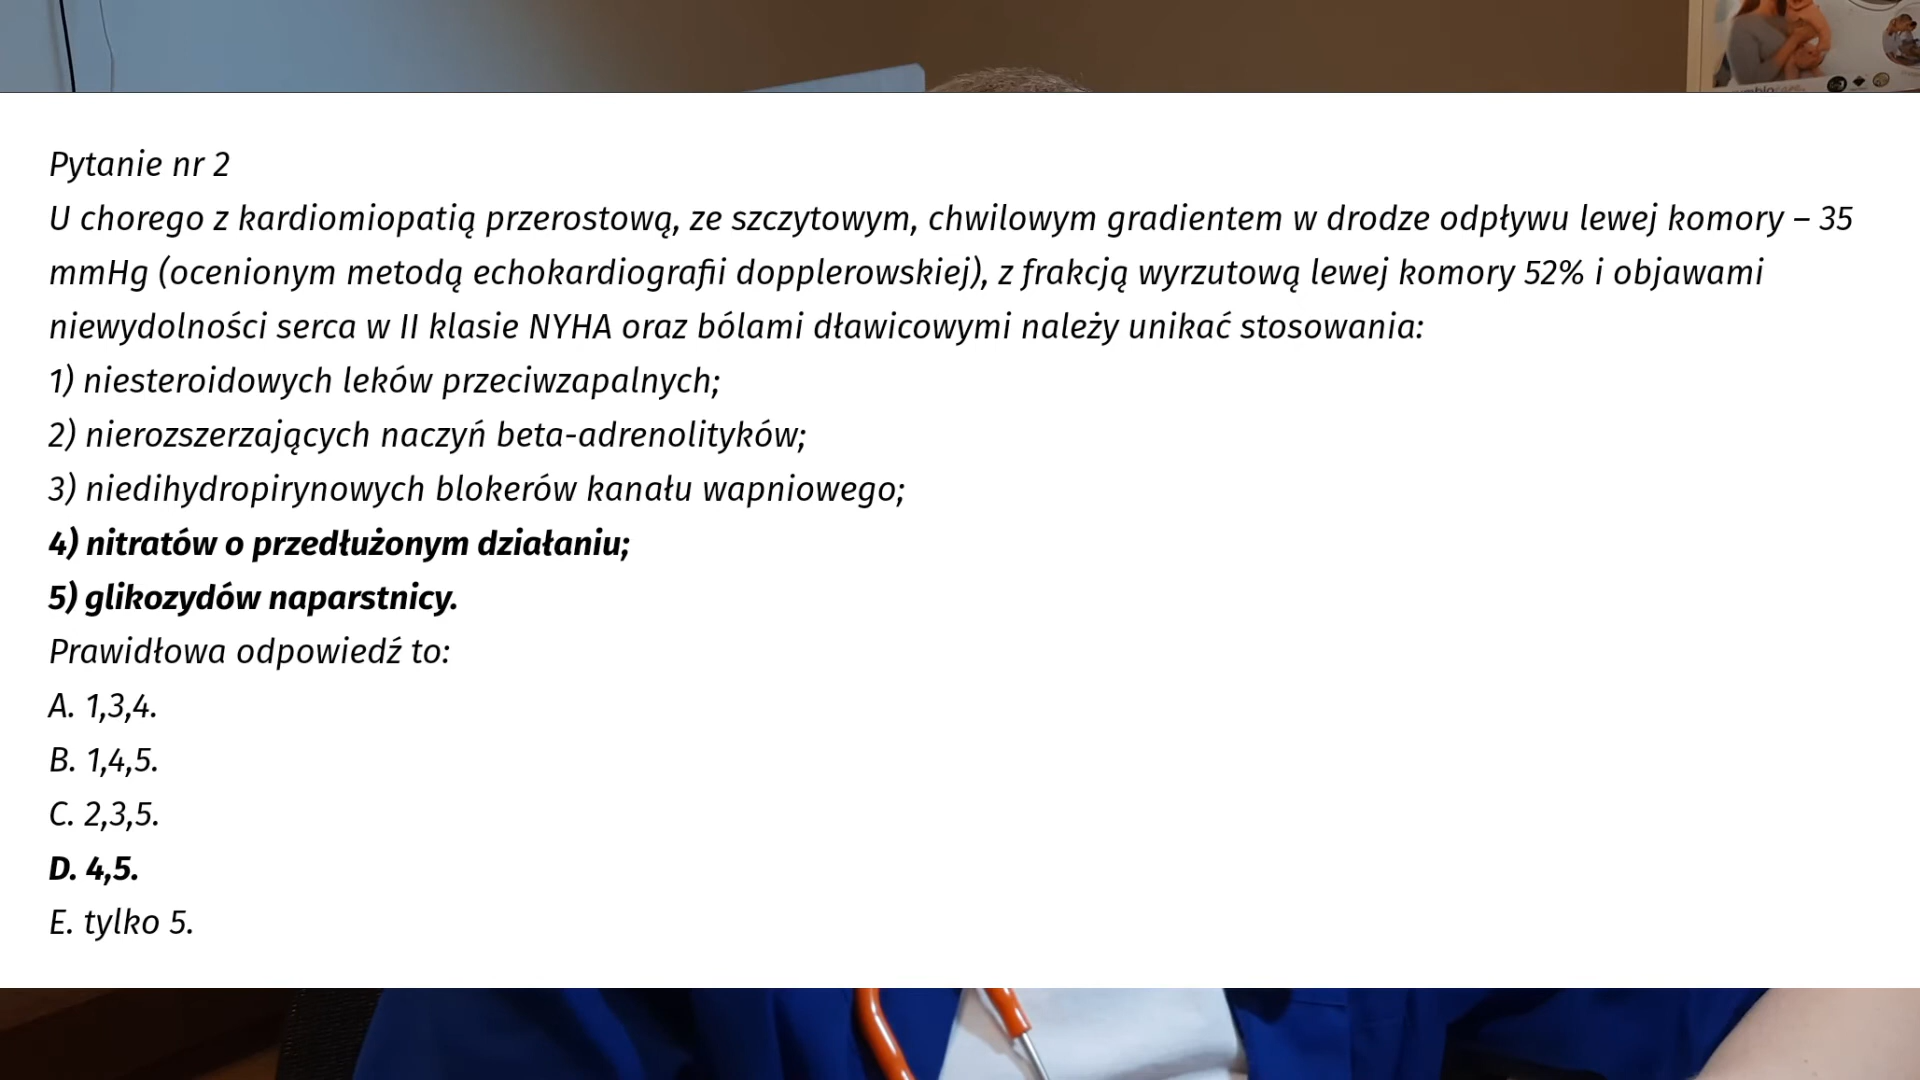 Pytanie nr 2
U chorego z kardiomiopatią przerostową, ze szczytowym, chwilowym gradientem w drodze odpływu lewej komory – 35
mmHg (ocenionym metodą echokardiografii dopplerowskiej), z frakcją wyrzutową lewej komory 52% i objawami
niewydolności serca w II klasie NYHA oraz bólami dławicowymi należy unikać stosowania:
1) niesteroidowych leków przeciwzapalnych;
2) nierozszerzających naczyń beta-adrenolityków;
3) niedihydropirynowych blokerów kanału wapniowego;
4) nitratów o przedłużonym działaniu;
5) glikozydów naparstnicy.
Prawidłowa odpowiedź to:
A. 1,3,4.
B. 1,4,5.
C. 2,3,5.
D. 4,5.
E. tylko 5.